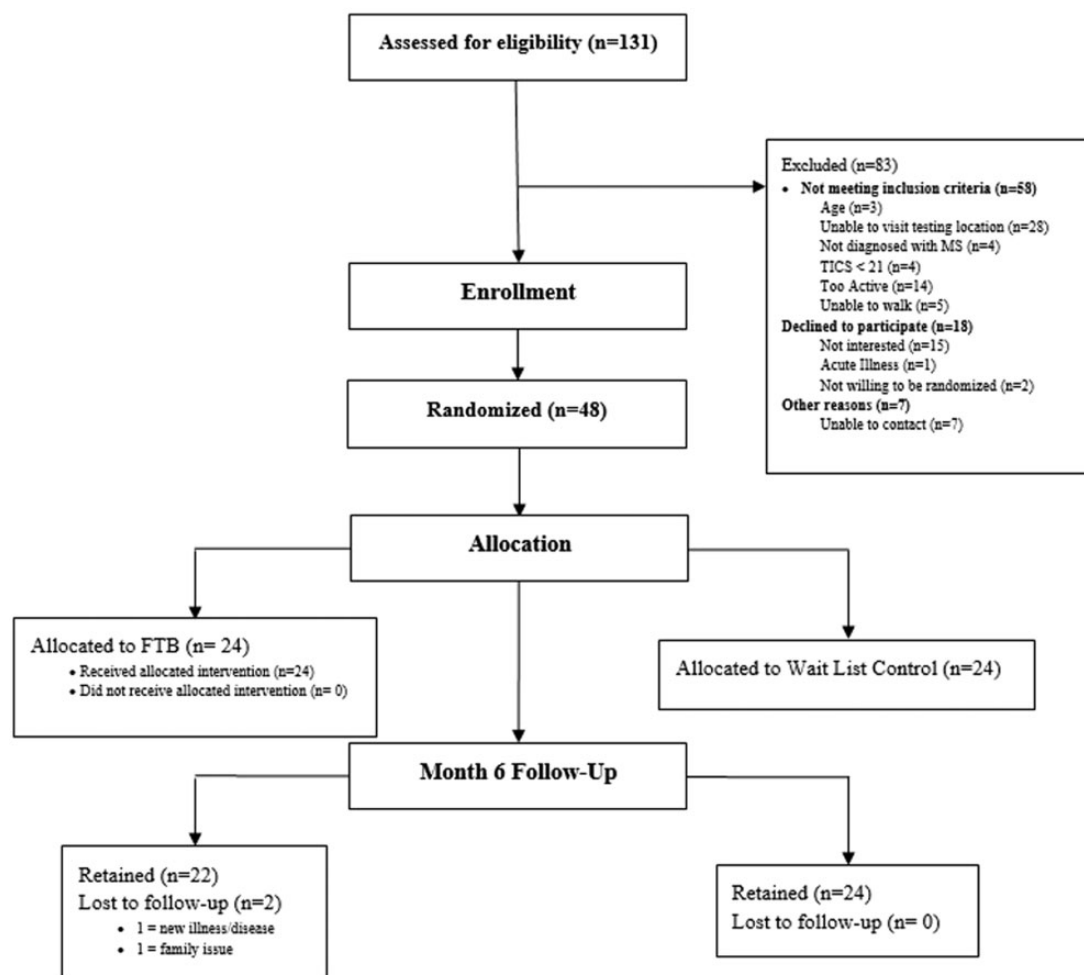 Assessed for eligibility (n=131)
Excluded (n=83)
• Not meeting inclusion criteria (n=58)
Age (n=3)
Unable to visit testing location (n=28)
Not diagnosed with MS (n=4)
TICS < 21 (n=4)
Too Active (n=14)
Unable to walk (n=5)
Declined to participate (n=18)
Not interested (n=15)
Acute Illness (n=1)
Not willing to be randomized (n=2)
Other reasons (n=7)
Unable to contact (n=7)
Enrollment
Randomized (n=48)
Allocation
Allocated to FTB (n= 24)
• Received allocated intervention (n=24)
• Did not receive allocated intervention (n= 0)
Allocated to Wait List Control (n=24)
Month 6 Follow-Up
Retained (n=22)
Lost to follow-up (n=2)
• 1 = new illness/disease
• 1 = family issue
Retained (n=24)
Lost to follow-up (n= 0)